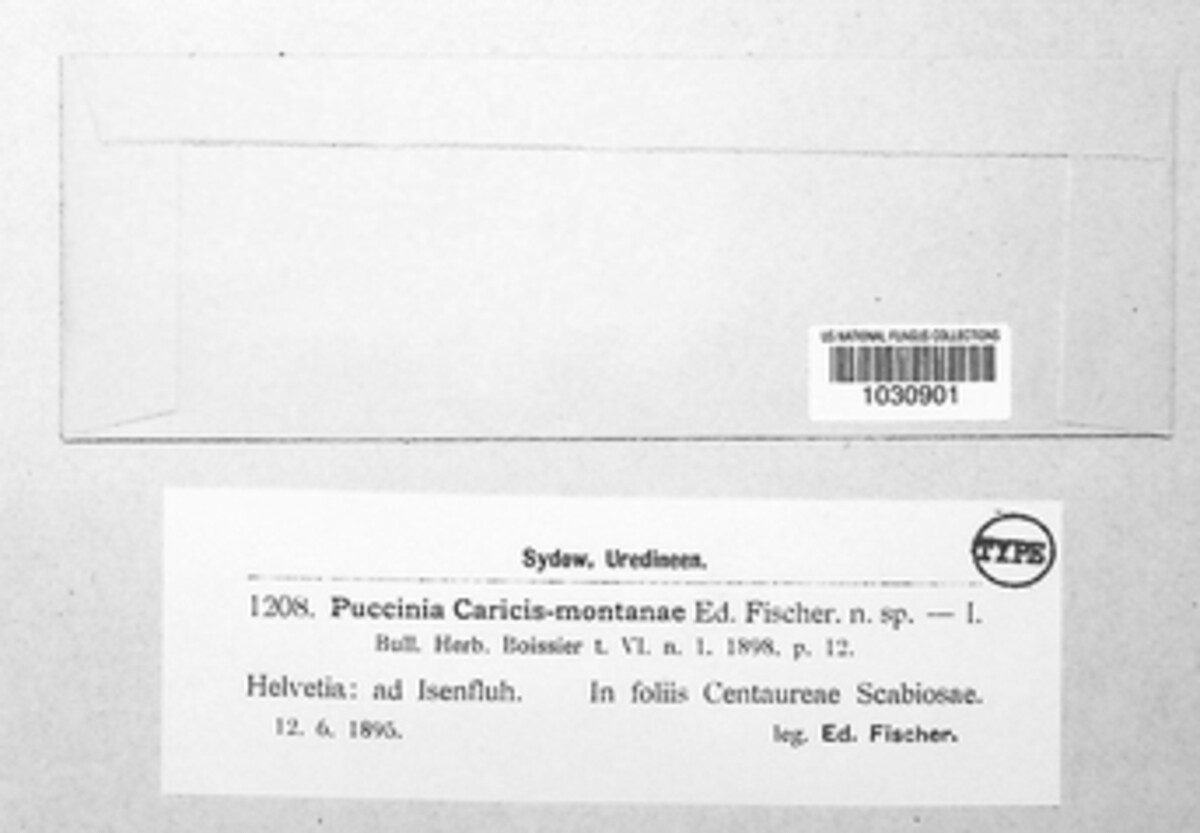 US NATIONAL FUNGUS COLLECTIONS
1030901
TYPE
Sydow, Uredineen.
1208. Puccinia Caricis-montanae Ed. Fischer. n. sp. — I.
Bull. Herb. Boissier t. VI. n. 1. 1898. p. 12.
Helvetia: ad Isenfluh. In foliis Centaureae Scabiosae.
12. 6. 1895. leg. Ed. Fischer.